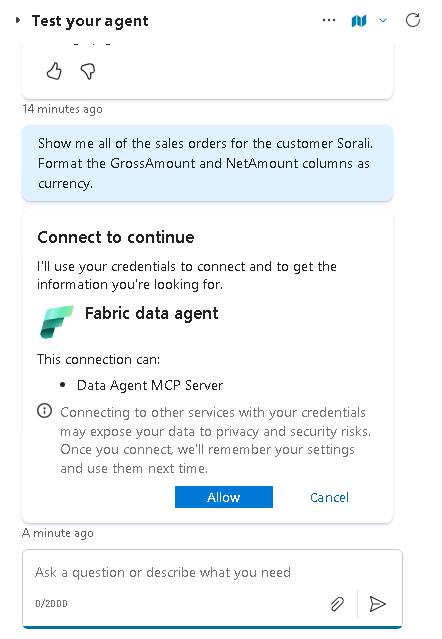 Test your agent
14 minutes ago
Show me all of the sales orders for the customer Sorali.
Format the GrossAmount and NetAmount columns as
currency.
Connect to continue
I'll use your credentials to connect and to get the
information you're looking for.
Fabric data agent
This connection can:
• Data Agent MCP Server
Connecting to other services with your credentials
may expose your data to privacy and security risks.
Once you connect, we'll remember your settings
and use them next time.
Allow Cancel
A minute ago
Ask a question or describe what you need
0/2000